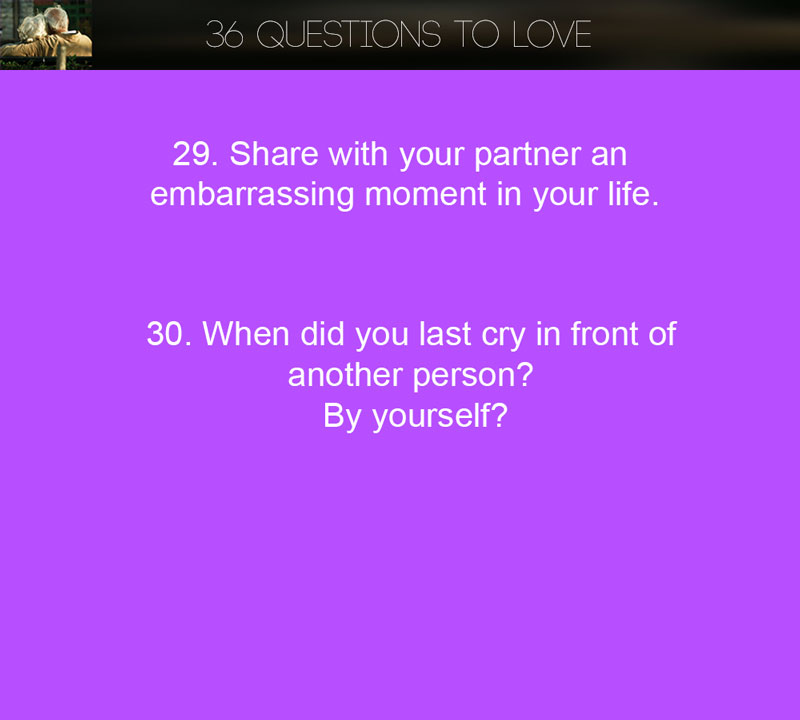 36 QUESTIONS TO LOVE
29. Share with your partner an
embarrassing moment in your life.
30. When did you last cry in front of
another person?
By yourself?